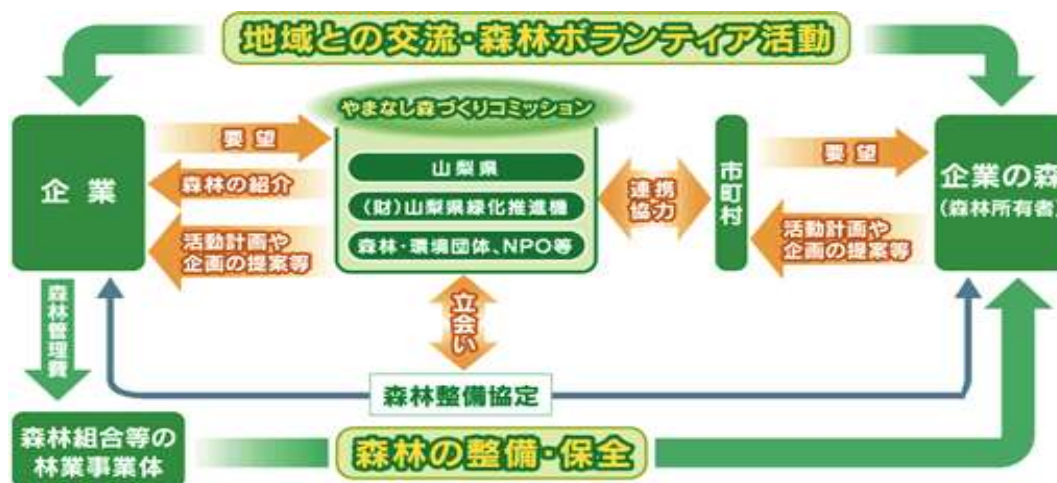 地域との交流・森林ボランティア活動
やまなし森づくりコミッション
企業
要望
森林の紹介
活動計画や
企画の提案等
山梨県
(財)山梨県緑化推進機
森林・環境団体、NPO等
連携
協力
市町村
要望
活動計画や
企画の提案等
企業の森
(森林所有者
立会い
森林管理費
森林整備協定
森林組合等の
林業事業体
森林の整備・保全